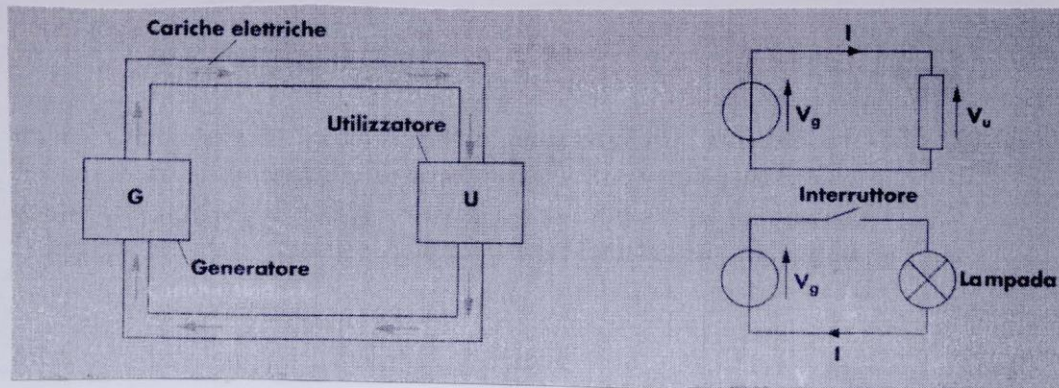 Cariche elettriche
Utilizzatore
G
U
Generatore
I
Vg
Vu
Interruttore
Vg
Lampada
I